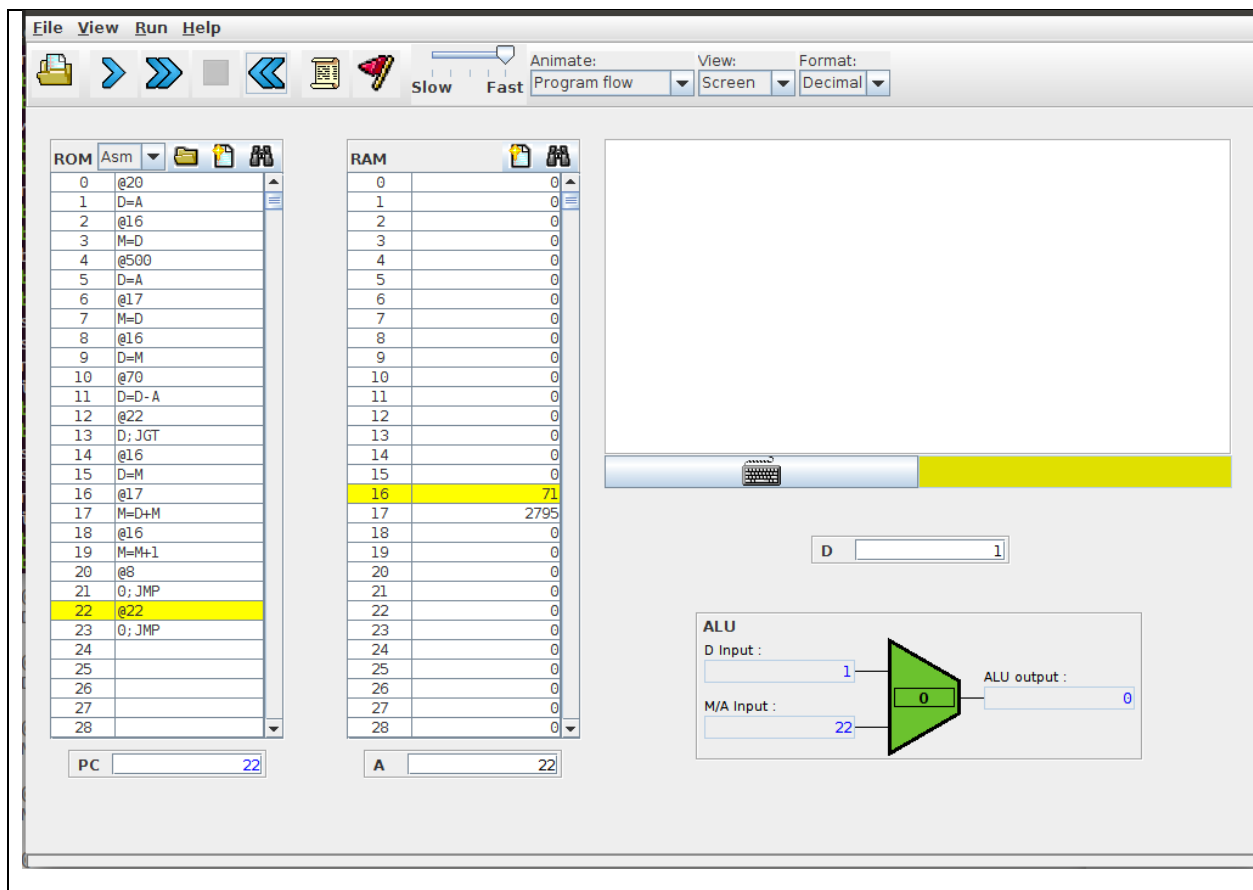 File View Run Help
Animate: View: Format:
Slow Fast Program flow Screen Decimal
ROM Asm RAM
0 @20 0 0
1 D=A 1 0
2 @16 2 0
3 M=D 3 0
4 @500 4 0
5 D=A 5 0
6 @17 6 0
7 M=D 7 0
8 @16 8 0
9 D=M 9 0
10 @70 10 0
11 D=D-A 11 0
12 @22 12 0
13 D;JGT 13 0
14 @16 14 0
15 D=M 15 0
16 @17 16 71
17 M=D+M 17 2795
18 @16 18 0
19 M=M+1 19 0
20 @8 20 0
21 0;JMP 21 0
22 @22 22 0
23 0;JMP 23 0
24 24 0
25 25 0
26 26 0
27 27 0
28 28 0
PC 22 A 22
D 1
ALU
D Input :
1
ALU output :
0
0
M/A Input :
22